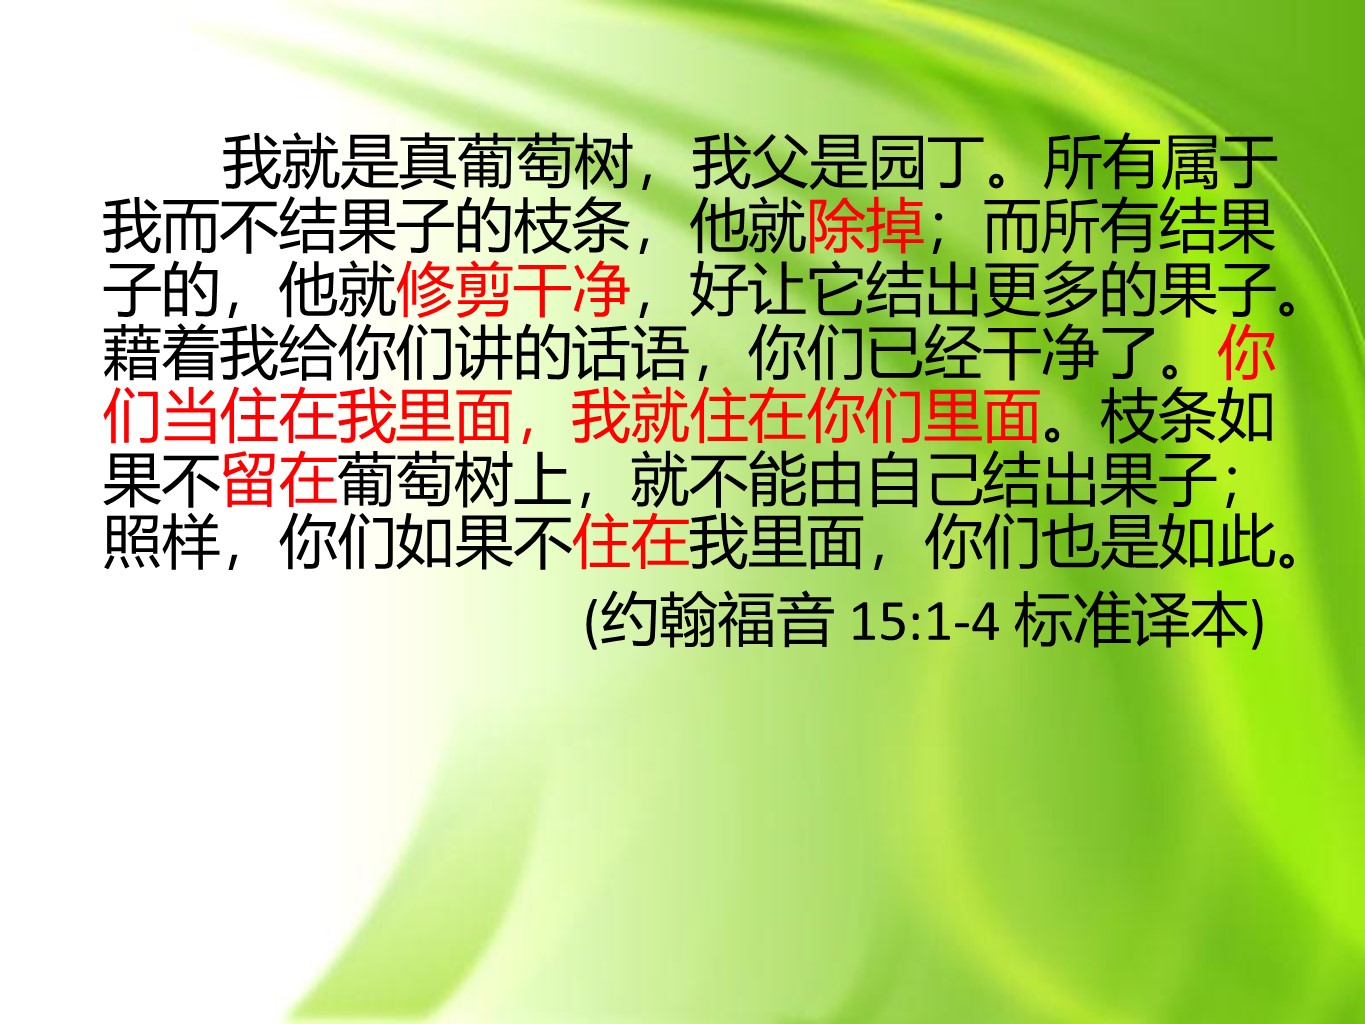 我就是真葡萄树，我父是园丁。所有属于
我而不结果子的枝条，他就除掉；而所有结果
子的，他就修剪干净，好让它结出更多的果子。
藉着我给你们讲的话语，你们已经干净了。你
们当住在我里面，我就住在你们里面。枝条如
果不留在葡萄树上，就不能由自己结出果子；
照样，你们如果不住在我里面，你们也是如此。
(约翰福音 15:1-4 标准译本)